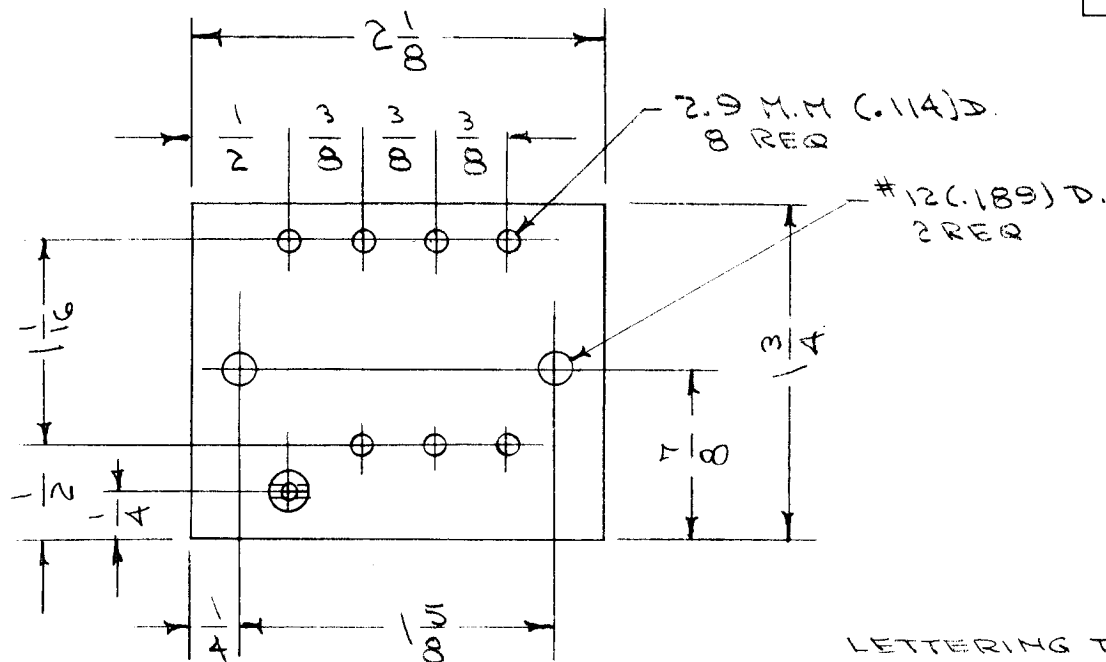 2 1/8
1/2 3/8 3/8 3/8
2.9 M.M (.114) D.
8 REQ
#12 (.189) D.
2 REQ
1 1/16
1 3/4
7/8
1/2
1/4
1/4
1 5/8
LETTERING T